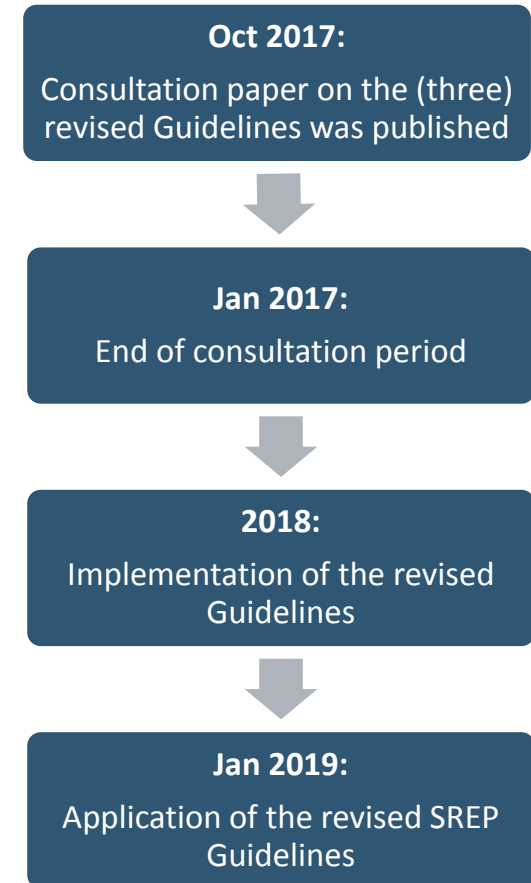 Oct 2017:
Consultation paper on the (three)
revised Guidelines was published
Jan 2017:
End of consultation period
2018:
Implementation of the revised
Guidelines
Jan 2019:
Application of the revised SREP
Guidelines